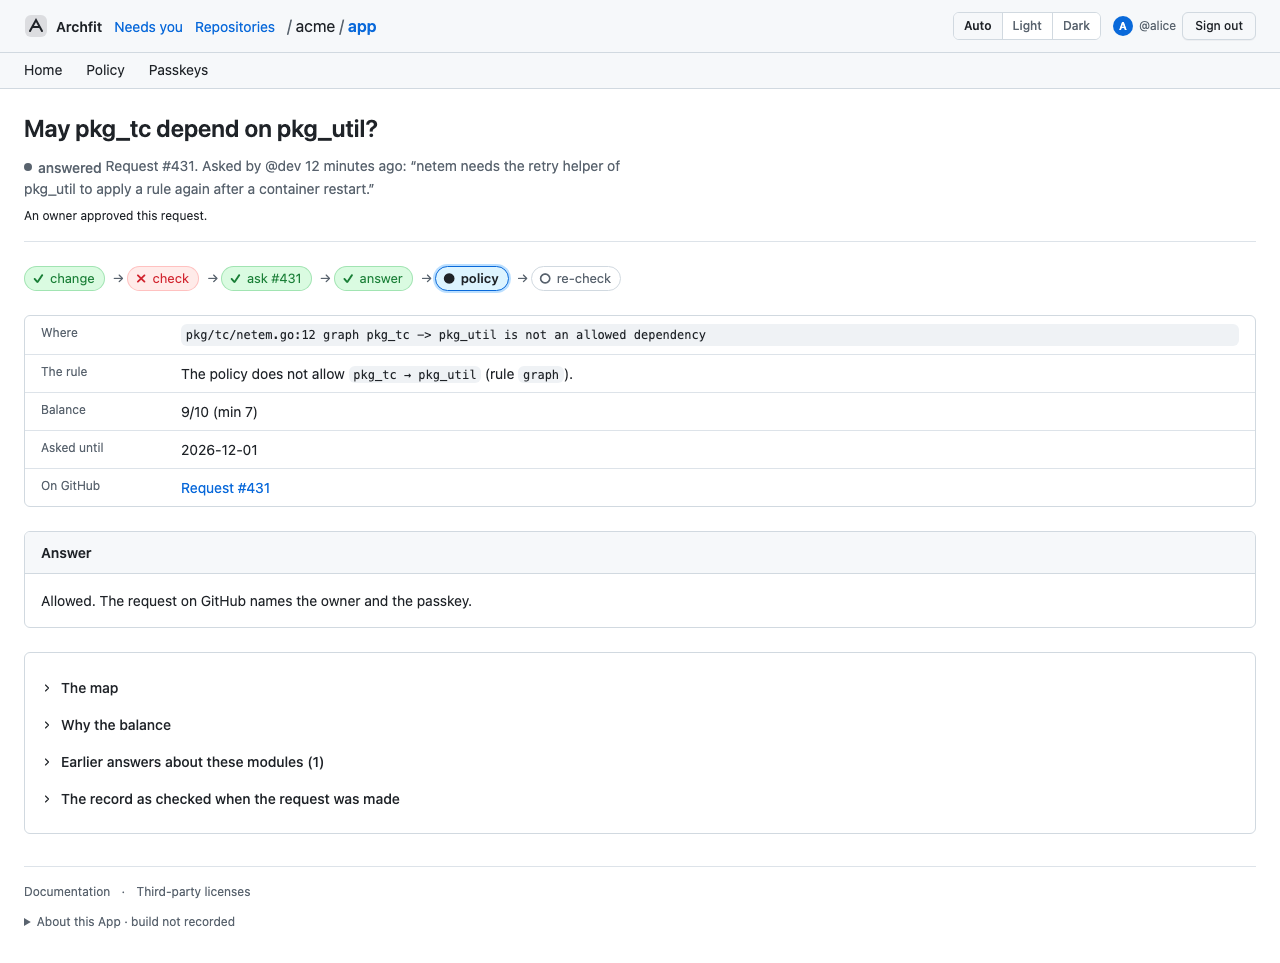 Archfit Needs you Repositories / acme / app Auto Light Dark A @alice Sign out
Home Policy Passkeys
May pkg_tc depend on pkg_util?
answered Request #431. Asked by @dev 12 minutes ago: “netem needs the retry helper of
pkg_util to apply a rule again after a container restart.”
An owner approved this request.
change → check → ask #431 → answer → policy → re-check
Where pkg/tc/netem.go:12 graph pkg_tc —> pkg_util is not an allowed dependency
The rule The policy does not allow pkg_tc → pkg_util (rule graph ).
Balance 9/10 (min 7)
Asked until 2026-12-01
On GitHub Request #431
Answer
Allowed. The request on GitHub names the owner and the passkey.
The map
Why the balance
Earlier answers about these modules (1)
The record as checked when the request was made
Documentation · Third-party licenses
About this App · build not recorded